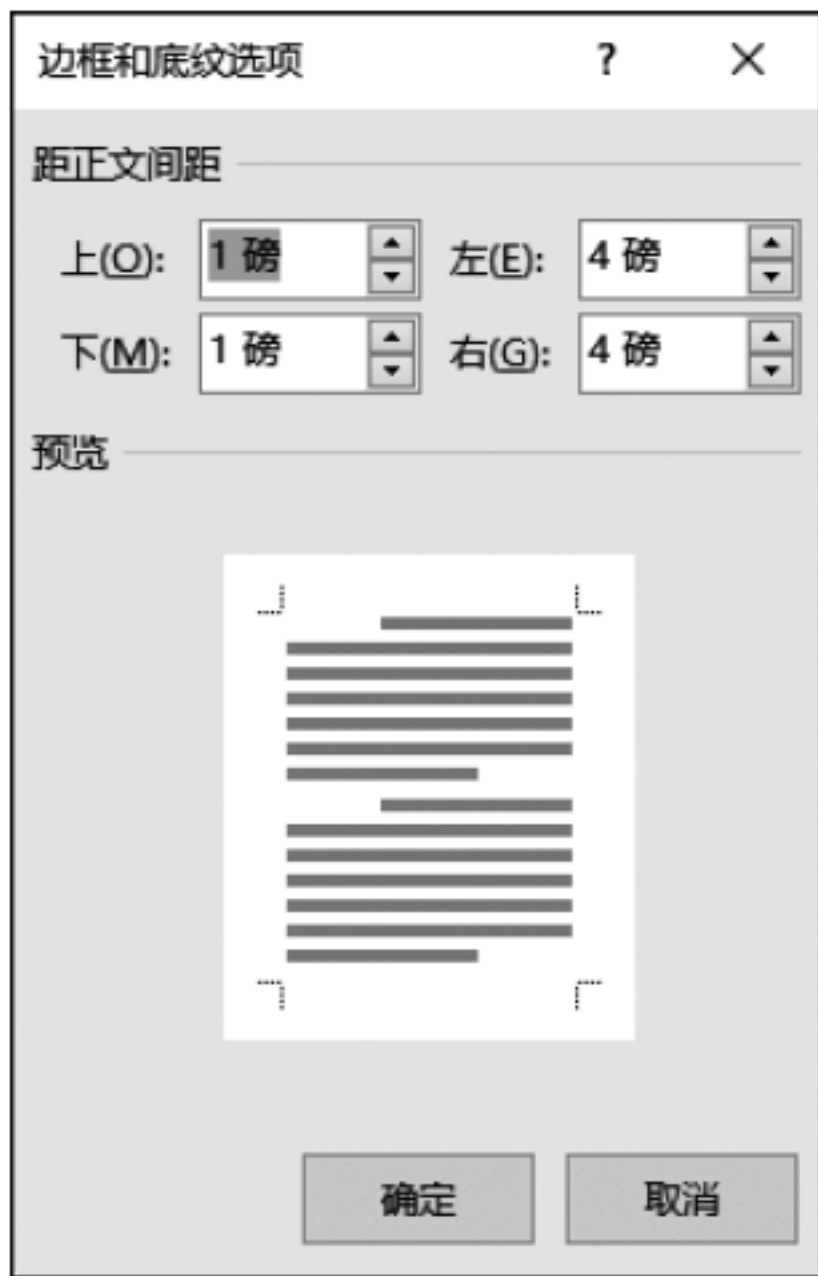 边框和底纹选项 ? ×
距正文间距
上(O): 1 磅 左(E): 4 磅
下(M): 1 磅 右(G): 4 磅
预览
确定 取消